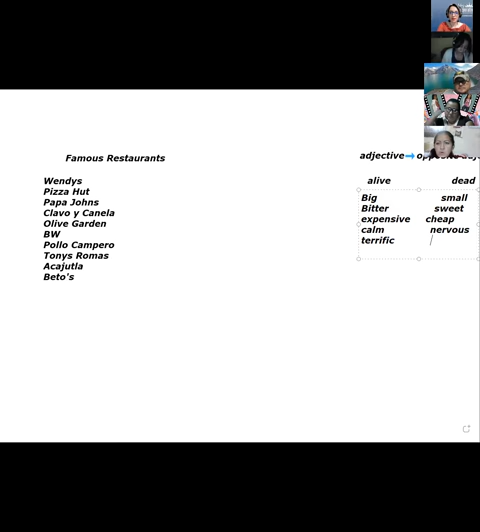 Famous Restaurants
Wendys
Pizza Hut
Papa Johns
Clavo y Canela
Olive Garden
BW
Pollo Campero
Tonys Romas
Acajutla
Beto's
adjective opposite
alive dead
Big small
Bitter sweet
expensive cheap
calm nervous
terrific /